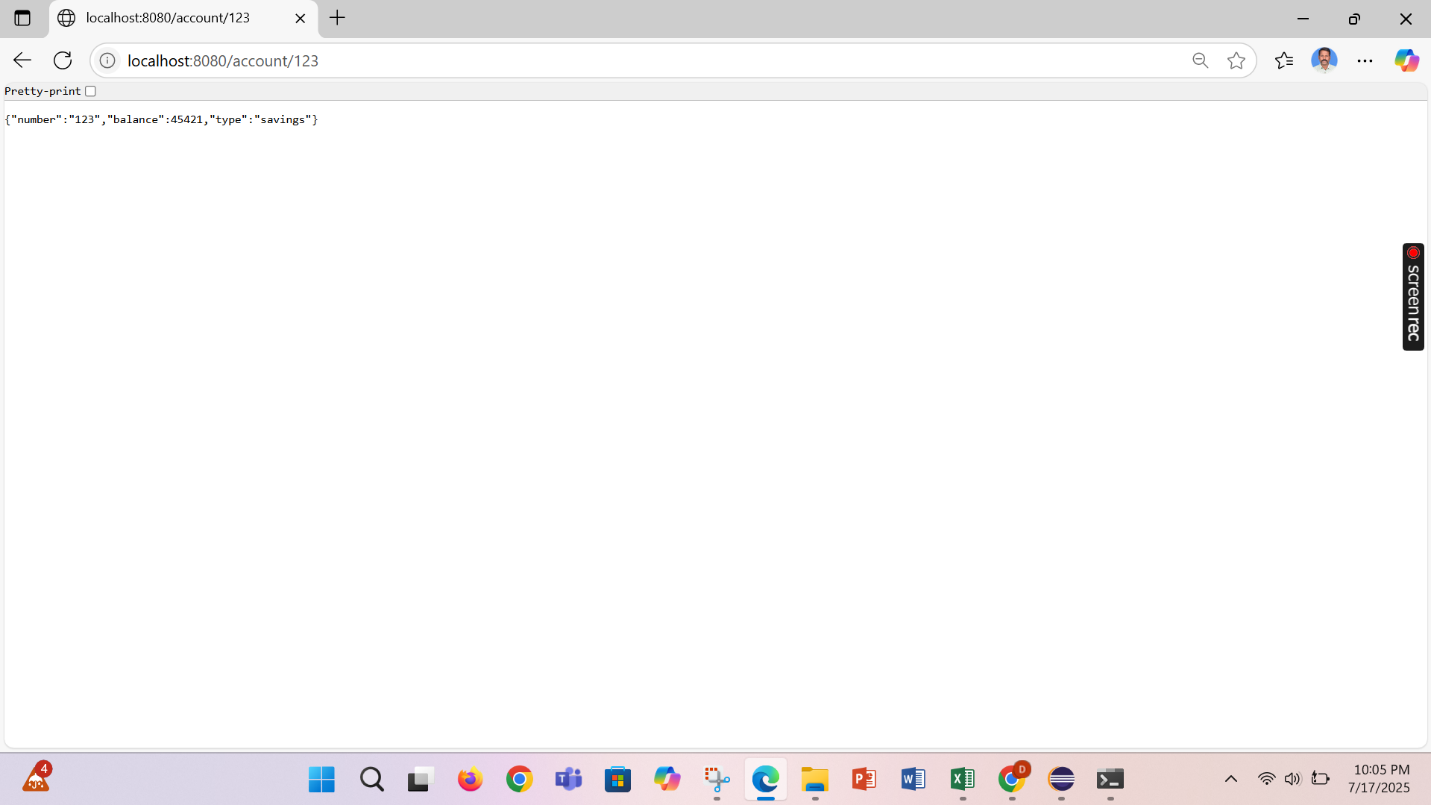 localhost:8080/account/123
localhost:8080/account/123
Pretty-print
{"number":"123","balance":45421,"type":"savings"}
screenrec
4
D
10:05 PM
7/17/2025